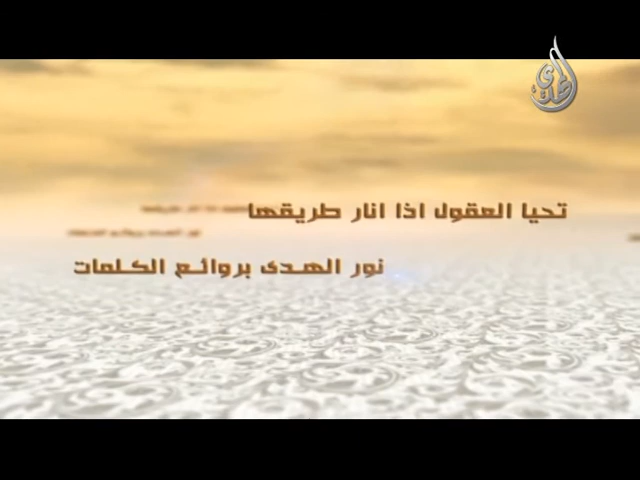 تحيا العقول اذا انار طريقها
نور الهدى بروائع الكلمات